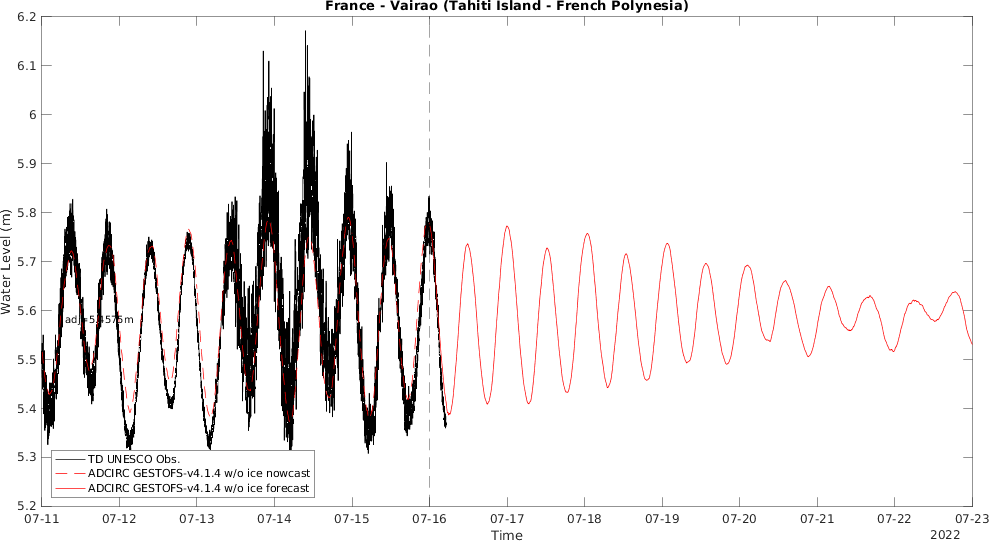 France - Vairao (Tahiti Island - French Polynesia)
6.2
6.1
6
5.9
5.8
5.7
5.6
5.5
5.4
5.3
5.2
Water Level (m)
adj=5.4575m
TD UNESCO Obs.
ADCIRC GESTOFS-v4.1.4 w/o ice nowcast
ADCIRC GESTOFS-v4.1.4 w/o ice forecast
07-11 07-12 07-13 07-14 07-15 07-16 07-17 07-18 07-19 07-20 07-21 07-22 07-23
Time
2022